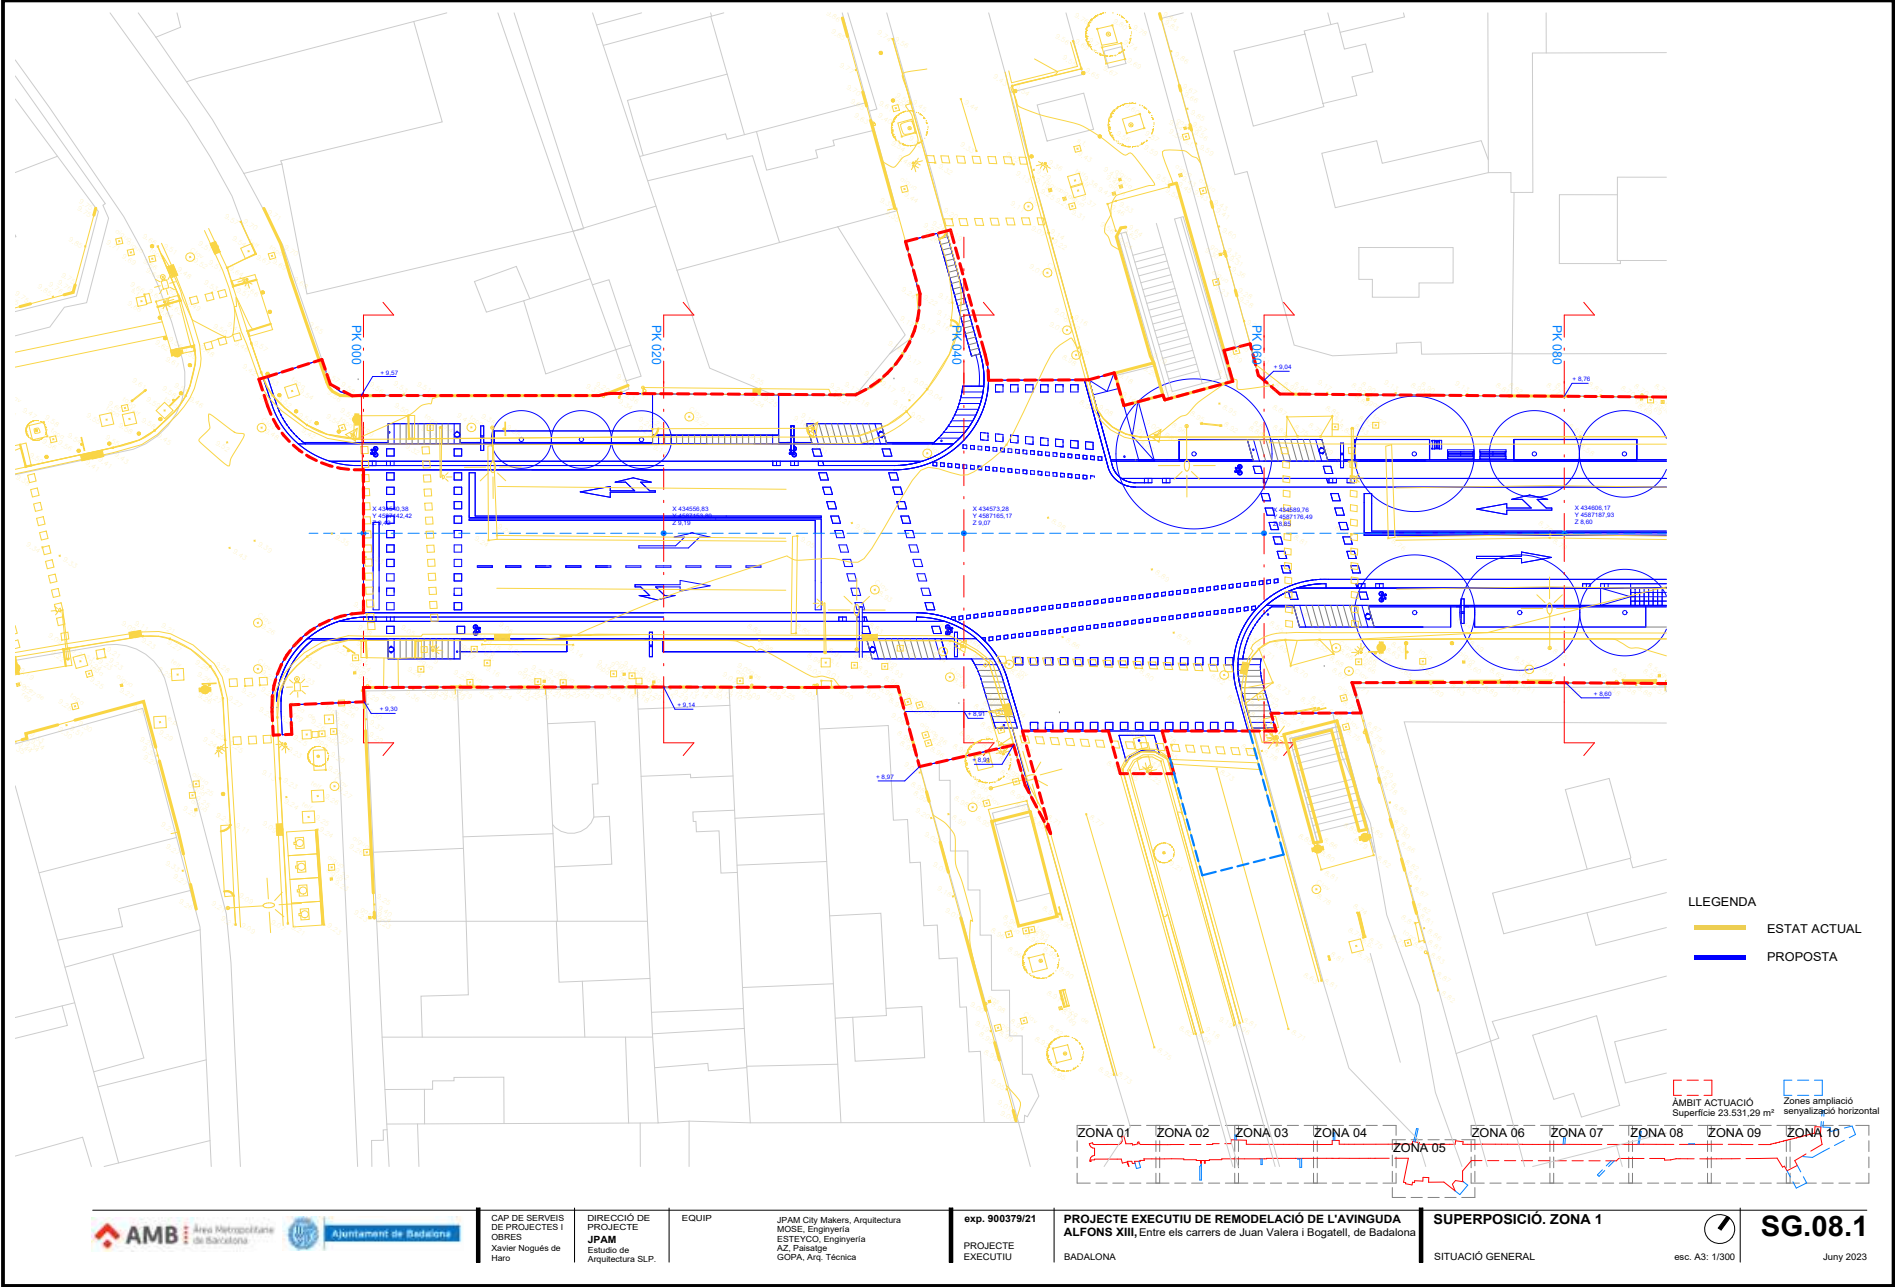 PK 000
PK 020
PK 040
PK 060
PK 080
+ 9,57
+ 9,04
+ 8,76
Y 4587142,42
X 434556,83
Z 9,19
X 434573,28
Y 4587165,17
Z 9,07
X 434589,76
Y 4587176,49
X 434606,17
Y 4587187,93
Z 8,60
+ 9,30
+ 9,14
+ 8,91
+ 8,97
+ 8,60
LLEGENDA
ESTAT ACTUAL
PROPOSTA
ÀMBIT ACTUACIÓ
Superfície 23.531,29 m²
Zones ampliació
senyalizació horizontal
ZONA 01
ZONA 02
ZONA 03
ZONA 04
ZONA 05
ZONA 06
ZONA 07
ZONA 08
ZONA 09
ZONA 10
AMB
Àrea Metropolitana
de Barcelona
Ajuntament de Badalona
CAP DE SERVEIS
DE PROJECTES I
OBRES
Xavier Nogués de
Haro
DIRECCIÓ DE
PROJECTE
JPAM
Estudio de
Arquitectura SLP.
EQUIP
JPAM City Makers, Arquitectura
MOSE, Enginyería
ESTEYCO, Enginyería
AZ, Paisatge
GOPA, Arq. Técnica
exp. 900379/21
PROJECTE
EXECUTIU
PROJECTE EXECUTIU DE REMODELACIÓ DE L'AVINGUDA
ALFONS XIII, Entre els carrers de Juan Valera i Bogatell, de Badalona
BADALONA
SUPERPOSICIÓ. ZONA 1
SITUACIÓ GENERAL
esc. A3: 1/300
SG.08.1
Juny 2023